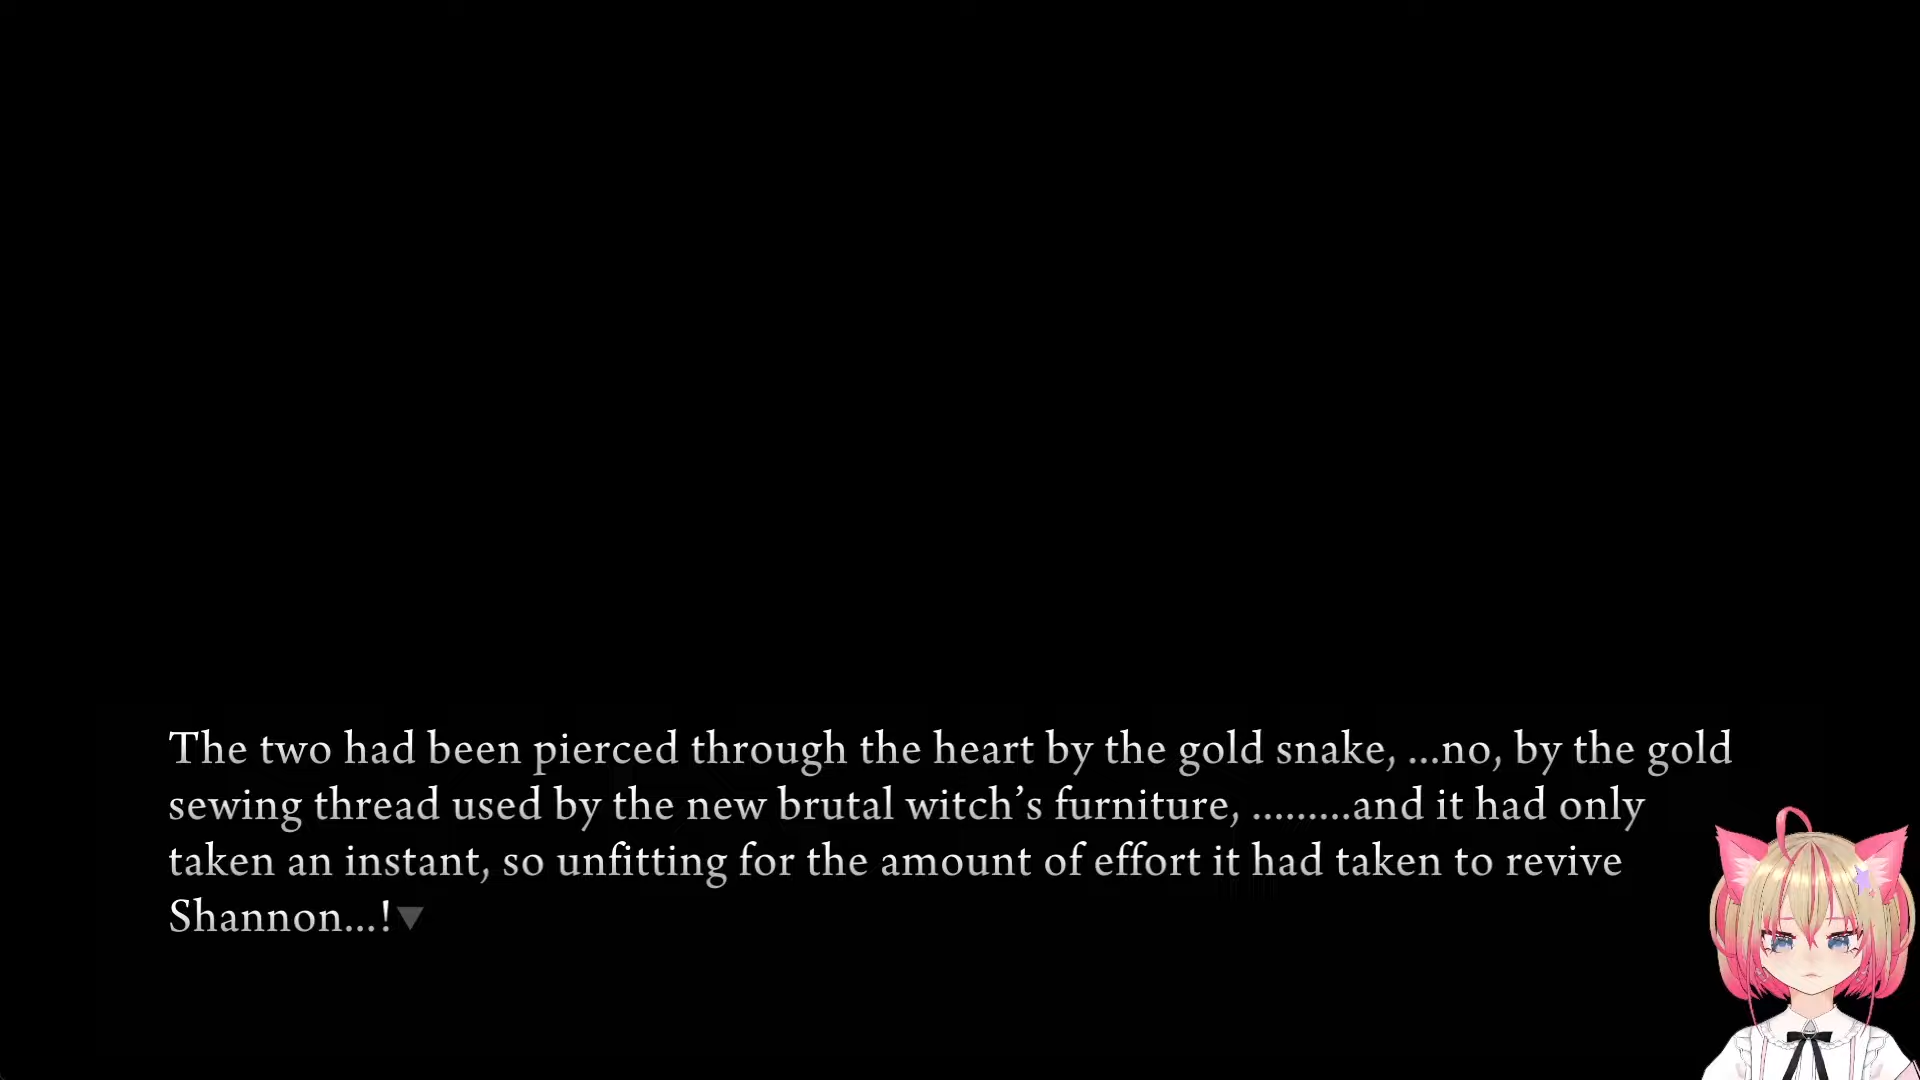 The two had been pierced through the heart by the gold snake, ...no, by the gold
sewing thread used by the new brutal witch’s furniture, .........and it had only
taken an instant, so unfitting for the amount of effort it had taken to revive
Shannon...!